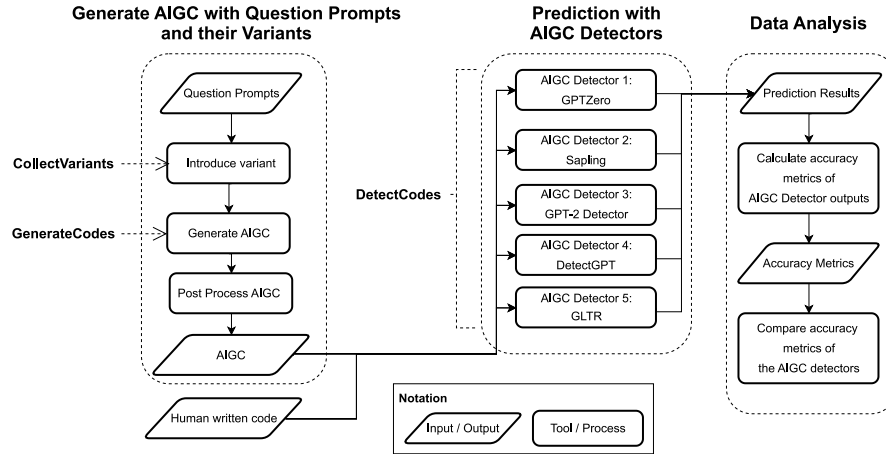 Generate AIGC with Question Prompts
and their Variants
Question Prompts
CollectVariants
Introduce variant
GenerateCodes
Generate AIGC
Post Process AIGC
AIGC
Human written code
Prediction with
AIGC Detectors
DetectCodes
AIGC Detector 1:
GPTZero
AIGC Detector 2:
Sapling
AIGC Detector 3:
GPT-2 Detector
AIGC Detector 4:
DetectGPT
AIGC Detector 5:
GLTR
Data Analysis
Prediction Results
Calculate accuracy
metrics of
AIGC Detector outputs
Accuracy Metrics
Compare accuracy
metrics of
the AIGC detectors
Notation
Input / Output
Tool / Process